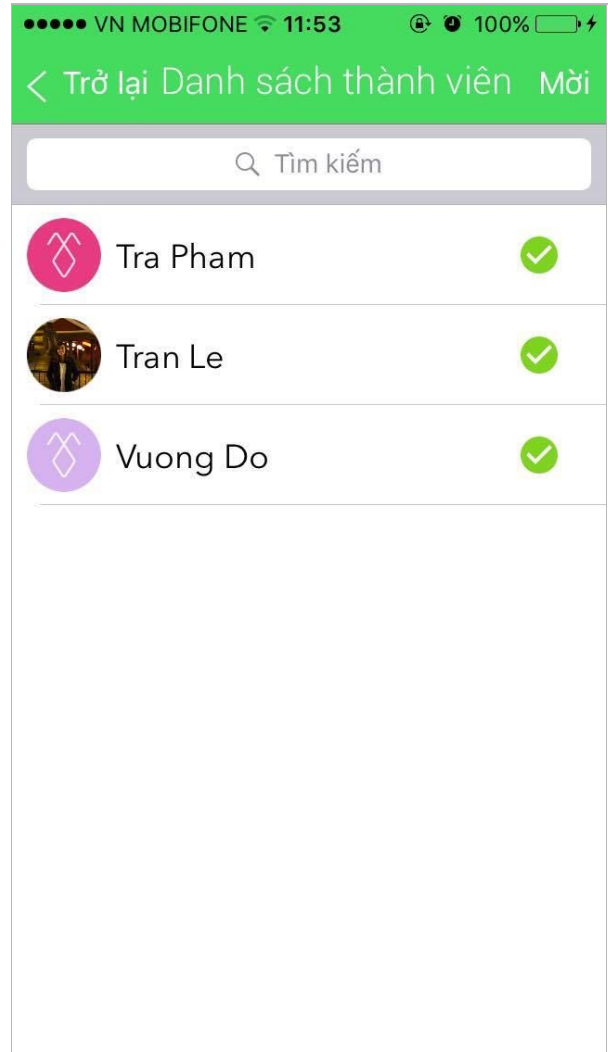 VN MOBIFONE 11:53 100%
Trở lại Danh sách thành viên Mời
Tìm kiếm
Tra Pham
Tran Le
Vuong Do